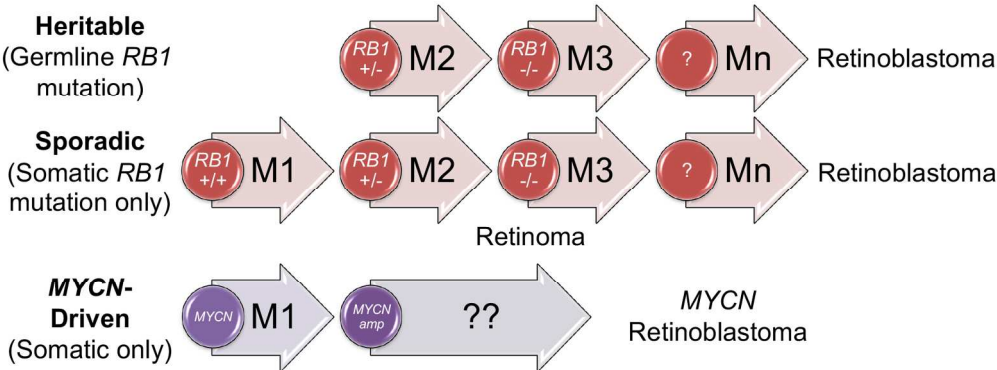 Heritable
(Germline RB1
mutation)
RB1
+/-
M2
RB1
-/-
M3
?
Mn
Retinoblastoma
Sporadic
(Somatic RB1
mutation only)
RB1
+/+
M1
RB1
+/-
M2
RB1
-/-
M3
?
Mn
Retinoblastoma
Retinoma
MYCN-
Driven
(Somatic only)
MYCN
M1
MYCN
amp
??
MYCN
Retinoblastoma